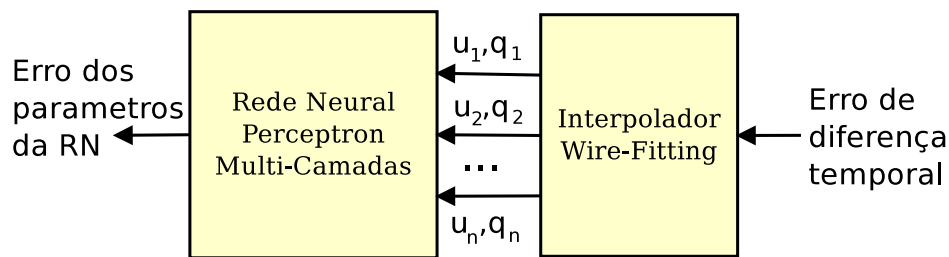 Erro dos
parametros
da RN
Rede Neural
Perceptron
Multi-Camadas
u1,q1
u2,q2
...
un,qn
Interpolador
Wire-Fitting
Erro de
diferença
temporal